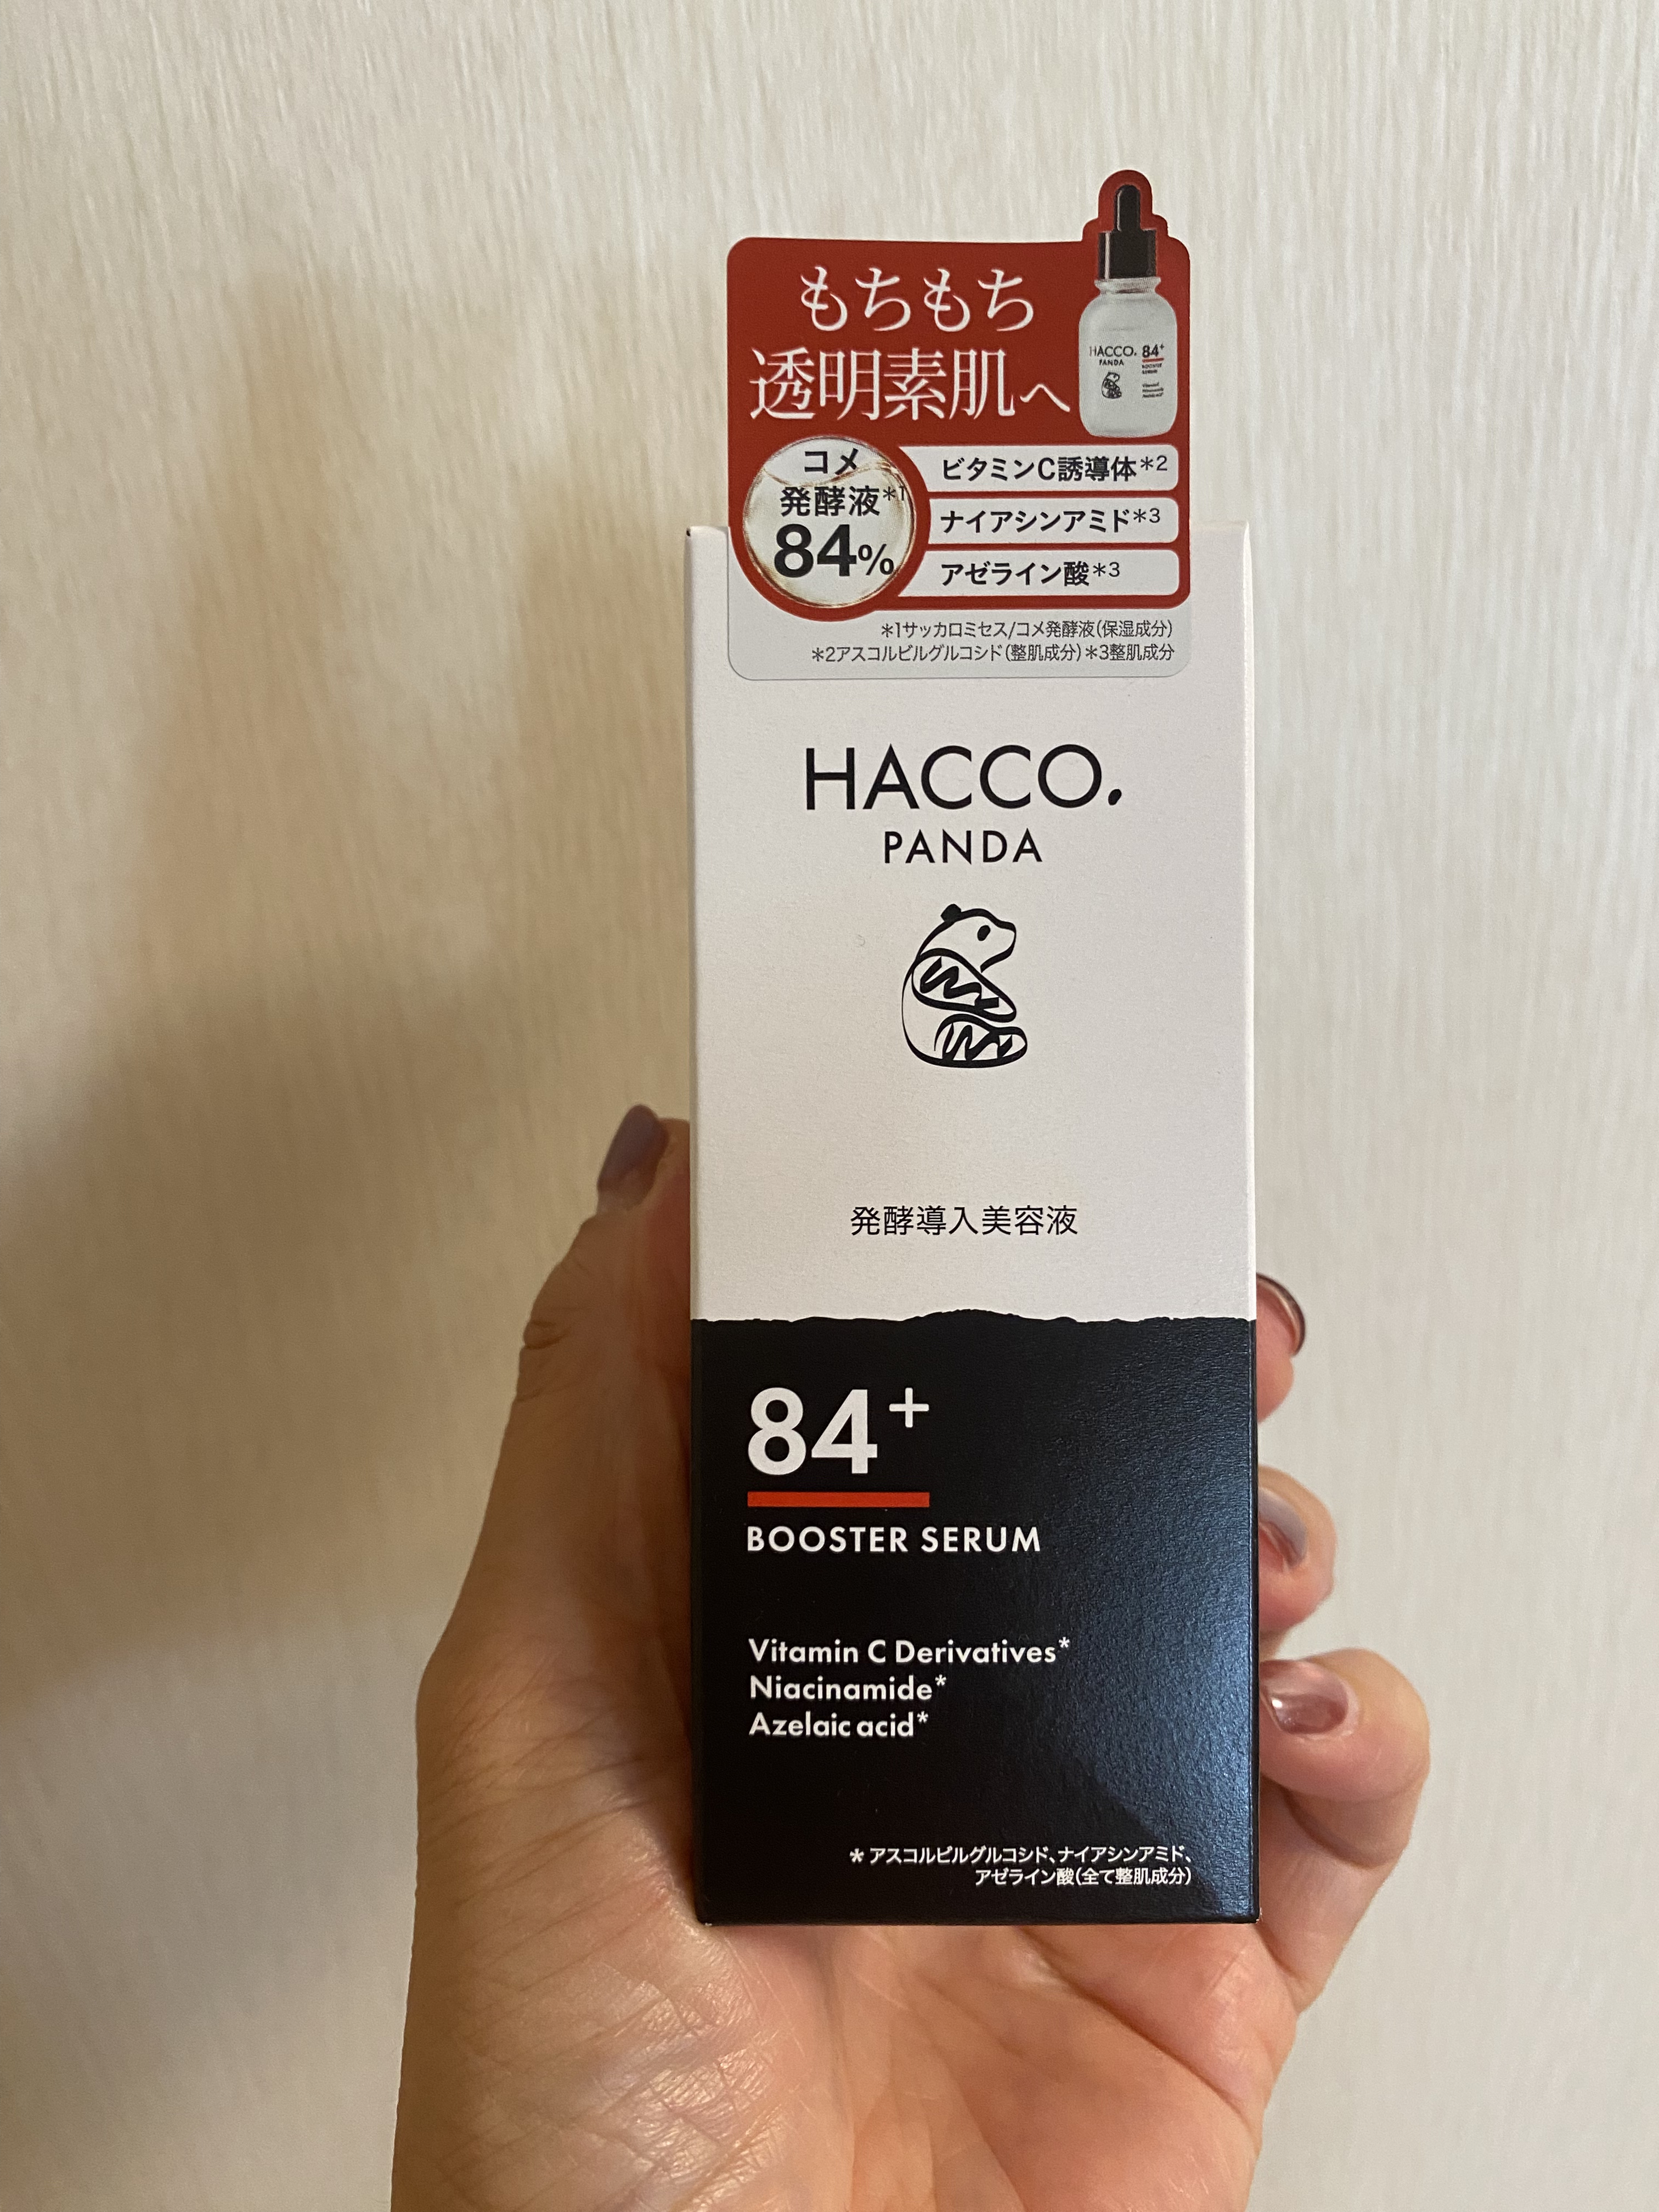 もちもち
透明素肌へ
HACCO. 84+
PANDA
BOOSTER
SERUM
コメ
発酵液*1
84%
ビタミンC誘導体*2
ナイアシンアミド*3
アゼライン酸*3
*1サッカロミセス/コメ発酵液(保湿成分)
*2アスコルビルグルコシド(整肌成分)*3整肌成分
HACCO.
PANDA
発酵導入美容液
84+
BOOSTER SERUM
Vitamin C Derivatives*
Niacinamide*
Azelaic acid*
* アスコルビルグルコシド、ナイアシンアミド、
アゼライン酸(全て整肌成分)